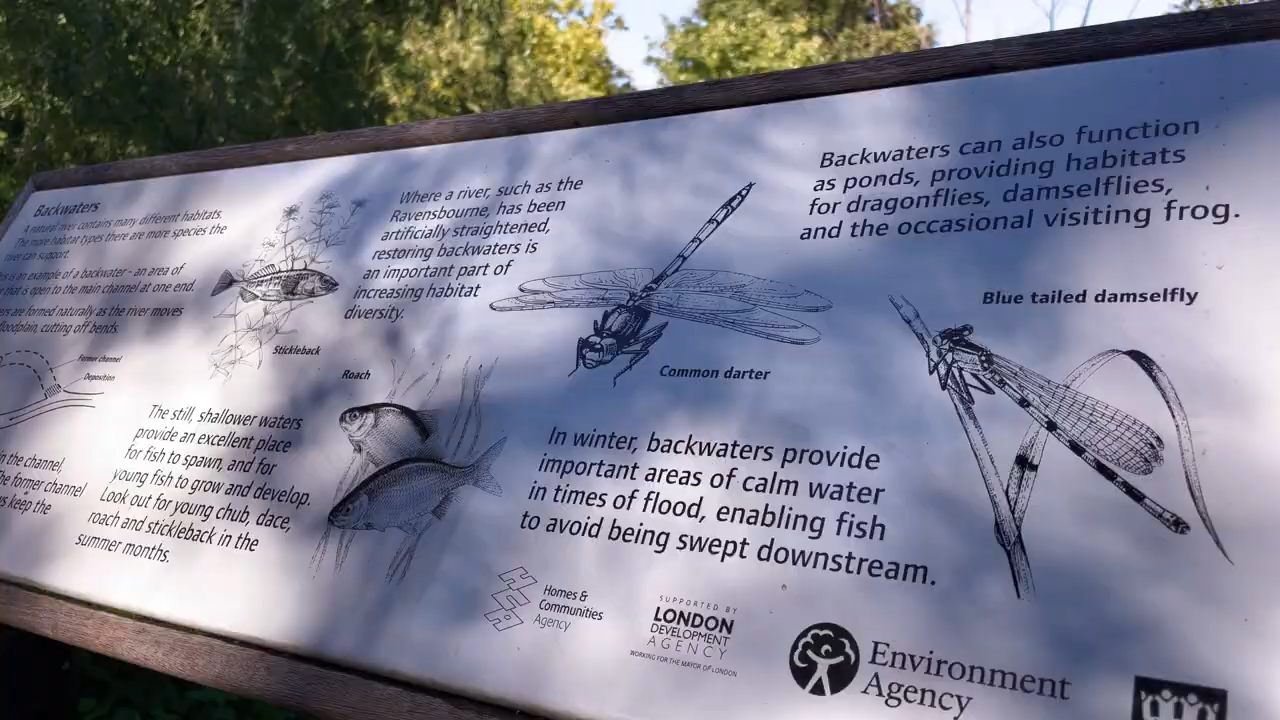 Backwaters
A natural river contains many different habitats.
The more habitat types there are more species the
river can support.
is an example of a backwater - an area of
that is open to the main channel at one end.
are formed naturally as the river moves
floodplain, cutting off bends.
Former channel
Deposition
in the channel,
the former channel
keep the
Stickleback
The still, shallower waters
provide an excellent place
for fish to spawn, and for
young fish to grow and develop.
Look out for young chub, dace,
roach and stickleback in the
summer months.
Where a river, such as the
Ravensbourne, has been
artificially straightened,
restoring backwaters is
an important part of
increasing habitat
diversity.
Roach
Common darter
In winter, backwaters provide
important areas of calm water
in times of flood, enabling fish
to avoid being swept downstream.
Backwaters can also function
as ponds, providing habitats
for dragonflies, damselflies,
and the occasional visiting frog.
Blue tailed damselfly
Homes &
Communities
Agency
SUPPORTED BY
LONDON
DEVELOPMENT
AGENCY
WORKING FOR THE MAYOR OF LONDON
Environment
Agency